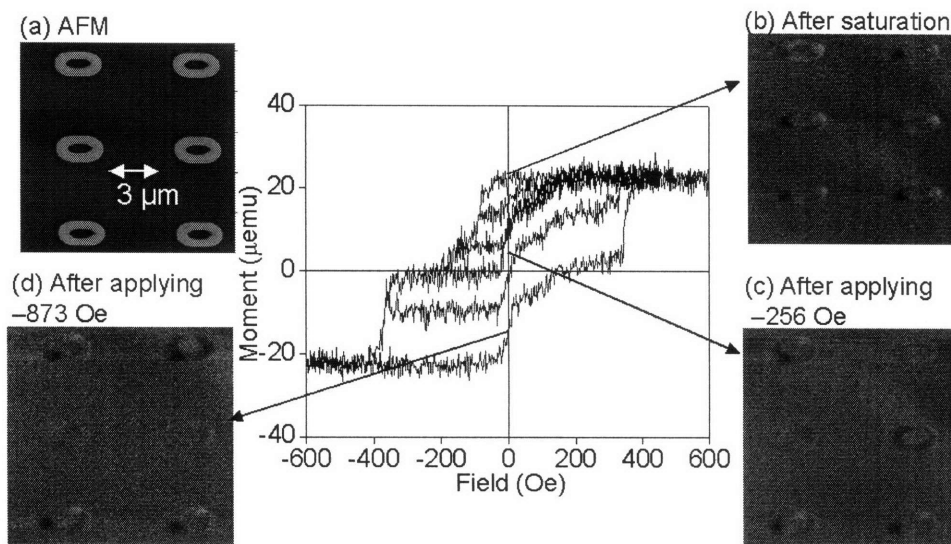 (a) AFM
3 µm
(b) After saturation
40
20
0
-20
-40
Moment (µemu)
-600 -400 -200 0 200 400 600
Field (Oe)
(d) After applying
–873 Oe
(c) After applying
–256 Oe